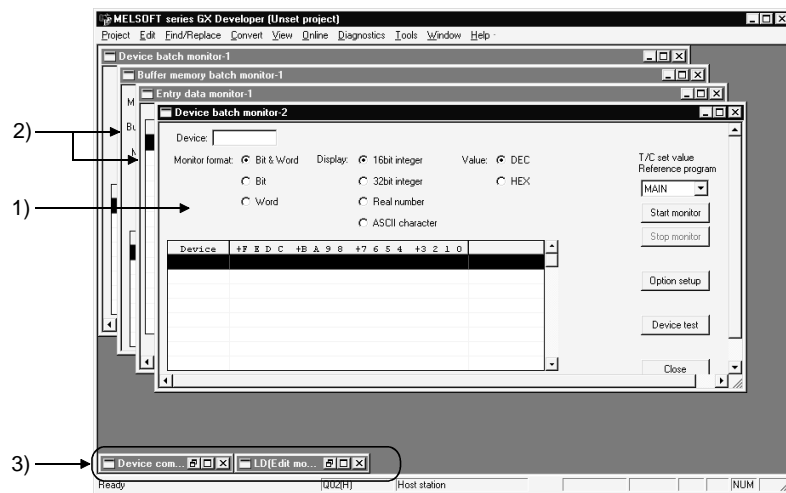 MELSOFT series GX Developer (Unset project)
Project Edit Find/Replace Convert View Online Diagnostics Tools Window Help
Device batch monitor-1
Buffer memory batch monitor-1
Entry data monitor-1
Device batch monitor-2
2)
Device:
Monitor format: Bit & Word Display: 16bit integer Value: DEC
Bit 32bit integer HEX
Word Real number
ASCII character
T/C set value
Reference program
MAIN
Start monitor
Stop monitor
Option setup
Device test
Close
1)
Device +F E D C +B A 9 8 +7 6 5 4 +3 2 1 0
3)
Device com... LD(Edit mo...
Ready Q02(H) Host station NUM